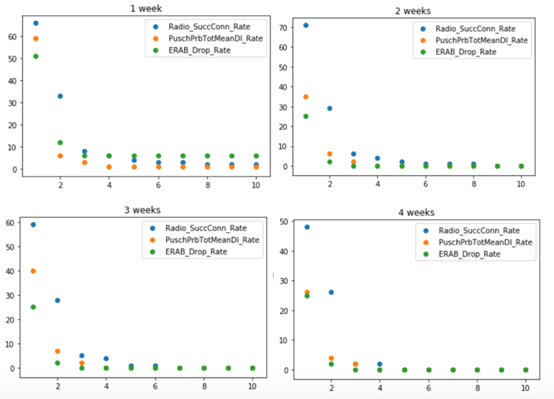 1 week
Radio_SuccConn_Rate
PuschPrbTotMeanDl_Rate
ERAB_Drop_Rate
60
50
40
30
20
10
0
2 4 6 8 10
2 weeks
Radio_SuccConn_Rate
PuschPrbTotMeanDl_Rate
ERAB_Drop_Rate
70
60
50
40
30
20
10
0
2 4 6 8 10
3 weeks
Radio_SuccConn_Rate
PuschPrbTotMeanDl_Rate
ERAB_Drop_Rate
60
50
40
30
20
10
0
2 4 6 8 10
4 weeks
Radio_SuccConn_Rate
PuschPrbTotMeanDl_Rate
ERAB_Drop_Rate
50
40
30
20
10
0
2 4 6 8 10